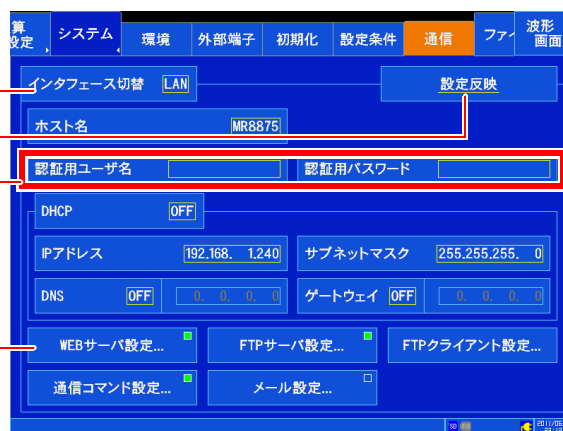 算 設定 システム 環境 外部端子 初期化 設定条件 通信 ファイ 波形 画面
インタフェース切替 LAN 設定反映
ホスト名 MR8875
認証用ユーザ名 認証用パスワード
DHCP OFF
IPアドレス 192.168. 1.240 サブネットマスク 255.255.255. 0
DNS OFF 0. 0. 0. 0 ゲートウェイ OFF 0. 0. 0. 0
WEBサーバ設定... FTPサーバ設定... FTPクライアント設定...
通信コマンド設定... メール設定...
SD